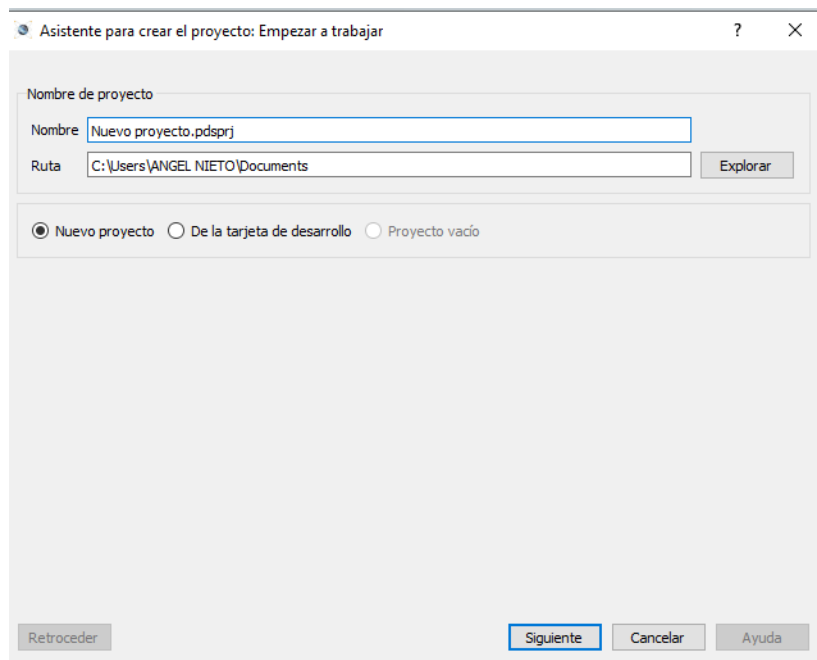 Asistente para crear el proyecto: Empezar a trabajar ?
Nombre de proyecto
Nombre Nuevo proyecto.pdsprj
Ruta C:\Users\ANGEL NIETO\Documents Explorar
Nuevo proyecto De la tarjeta de desarrollo Proyecto vacío
Retroceder Siguiente Cancelar Ayuda